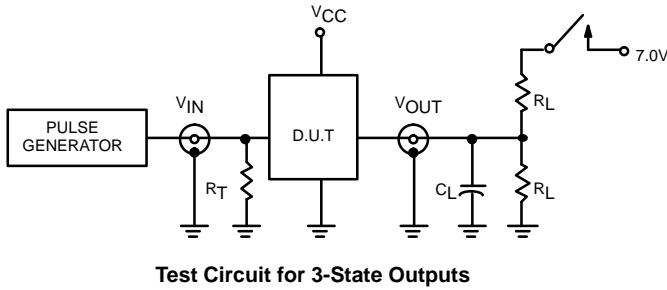 VCC
7.0V
RL
VIN
VOUT
PULSE
GENERATOR
D.U.T
RT
CL
RL
Test Circuit for 3-State Outputs